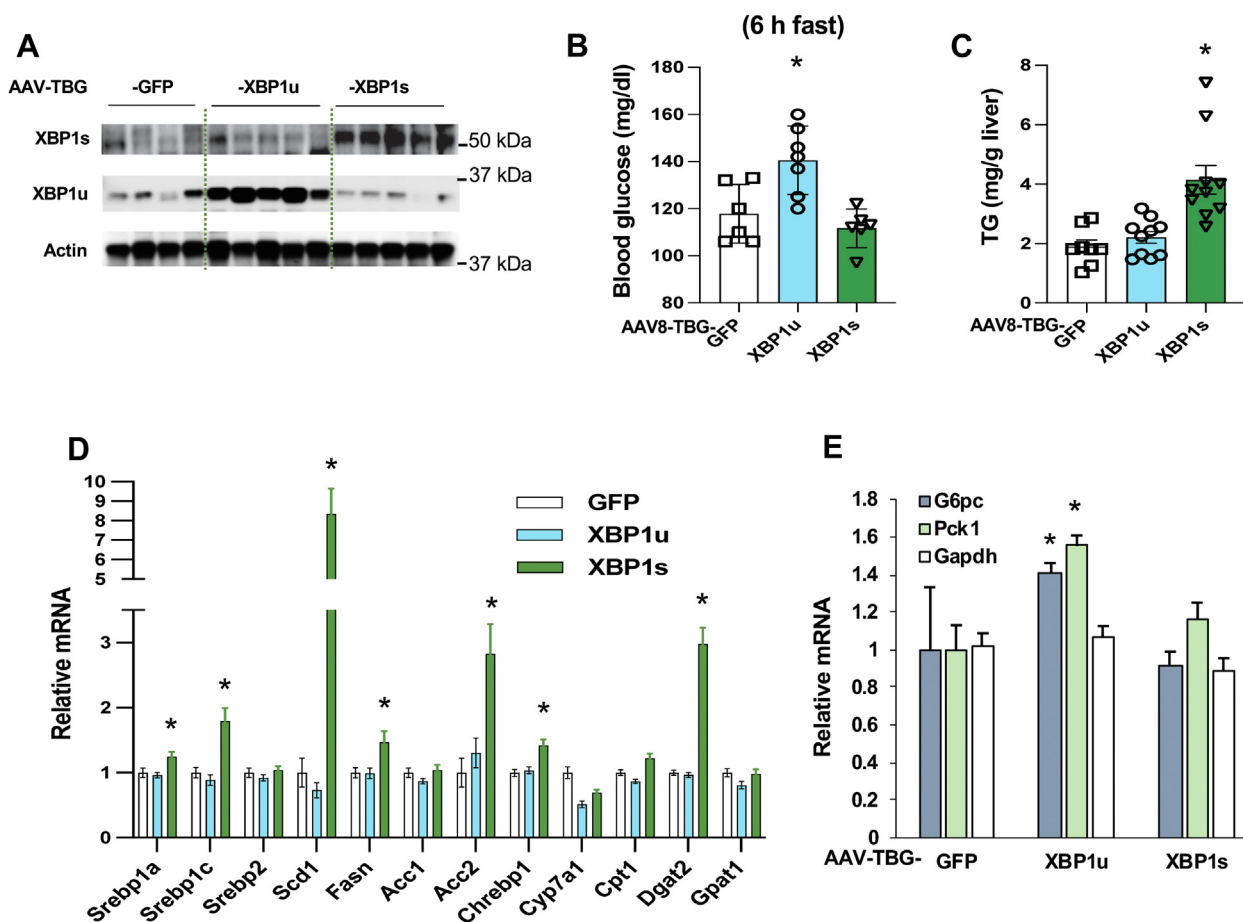 A
AAV-TBG -GFP -XBP1u -XBP1s
XBP1s
50 kDa
37 kDa
XBP1u
Actin
37 kDa
B
(6 h fast)
*
Blood glucose (mg/dl)
180
160
140
120
100
80
AAV8-TBG-
GFP
XBP1u
XBP1s
C
*
TG (mg/g liver)
8
6
4
2
0
AAV8-TBG-
GFP
XBP1u
XBP1s
D
Relative mRNA
10
9
8
7
6
5
3
2
1
0
* * * * * * *
GFP
XBP1u
XBP1s
Srebp1a
Srebp1c
Srebp2
Scd1
Fasn
Acc1
Acc2
Chrebp1
Cyp7a1
Cpt1
Dgat2
Gpat1
E
Relative mRNA
1.8
1.6
1.4
1.2
1
0.8
0.6
0.4
0.2
0
G6pc
Pck1
Gapdh
* *
AAV-TBG- GFP XBP1u XBP1s